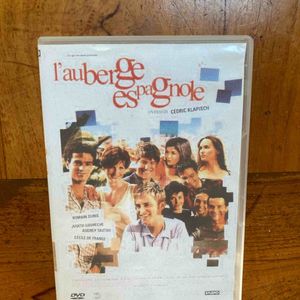 l'auberge
espagnole
un film de CÉDRIC KLAPISCH
ROMAIN DURIS
JUDITH GODRÈCHE
AUDREY TAUTOU
CÉCILE DE FRANCE
DVD